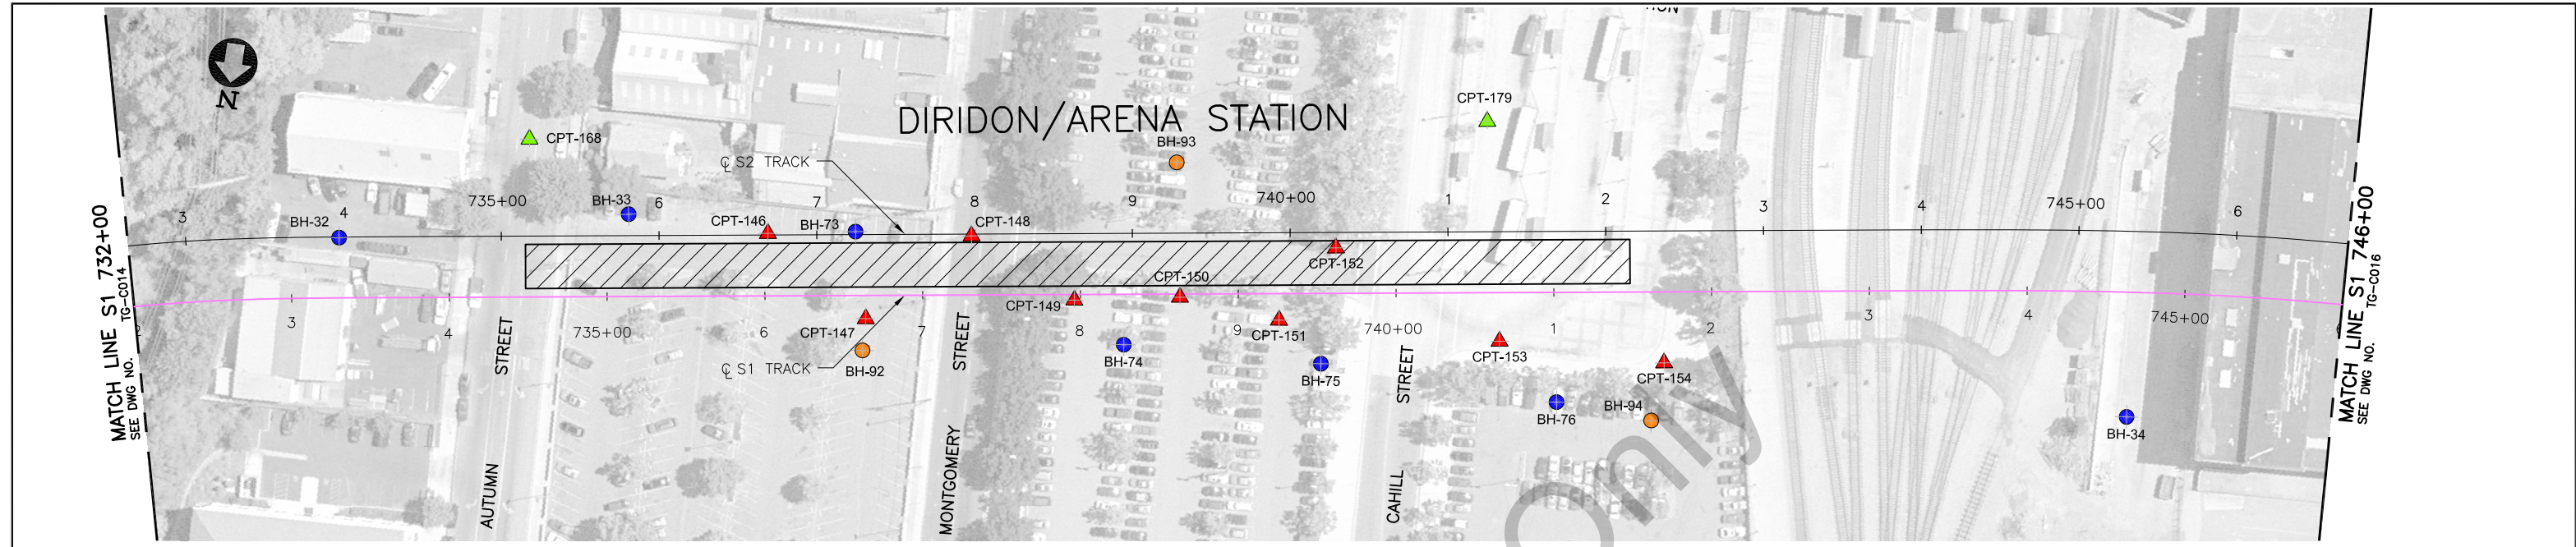 N
DIRIDON/ARENA STATION
CPT-179
CPT-168
BH-93
℄ S2 TRACK
BH-32
BH-33
CPT-146
BH-73
CPT-148
3
4
735+00
6
7
8
9
740+00
1
2
3
4
745+00
6
CPT-152
CPT-150
CPT-149
CPT-147
CPT-151
CPT-153
CPT-154
3
4
735+00
6
7
8
9
740+00
1
2
3
4
745+00
℄ S1 TRACK
BH-92
BH-74
BH-75
BH-76
BH-94
BH-34
AUTUMN STREET
MONTGOMERY STREET
CAHILL STREET
MATCH LINE S1 732+00
SEE DWG NO. TG-C014
MATCH LINE S1 746+00
SEE DWG NO. TG-C016
Only